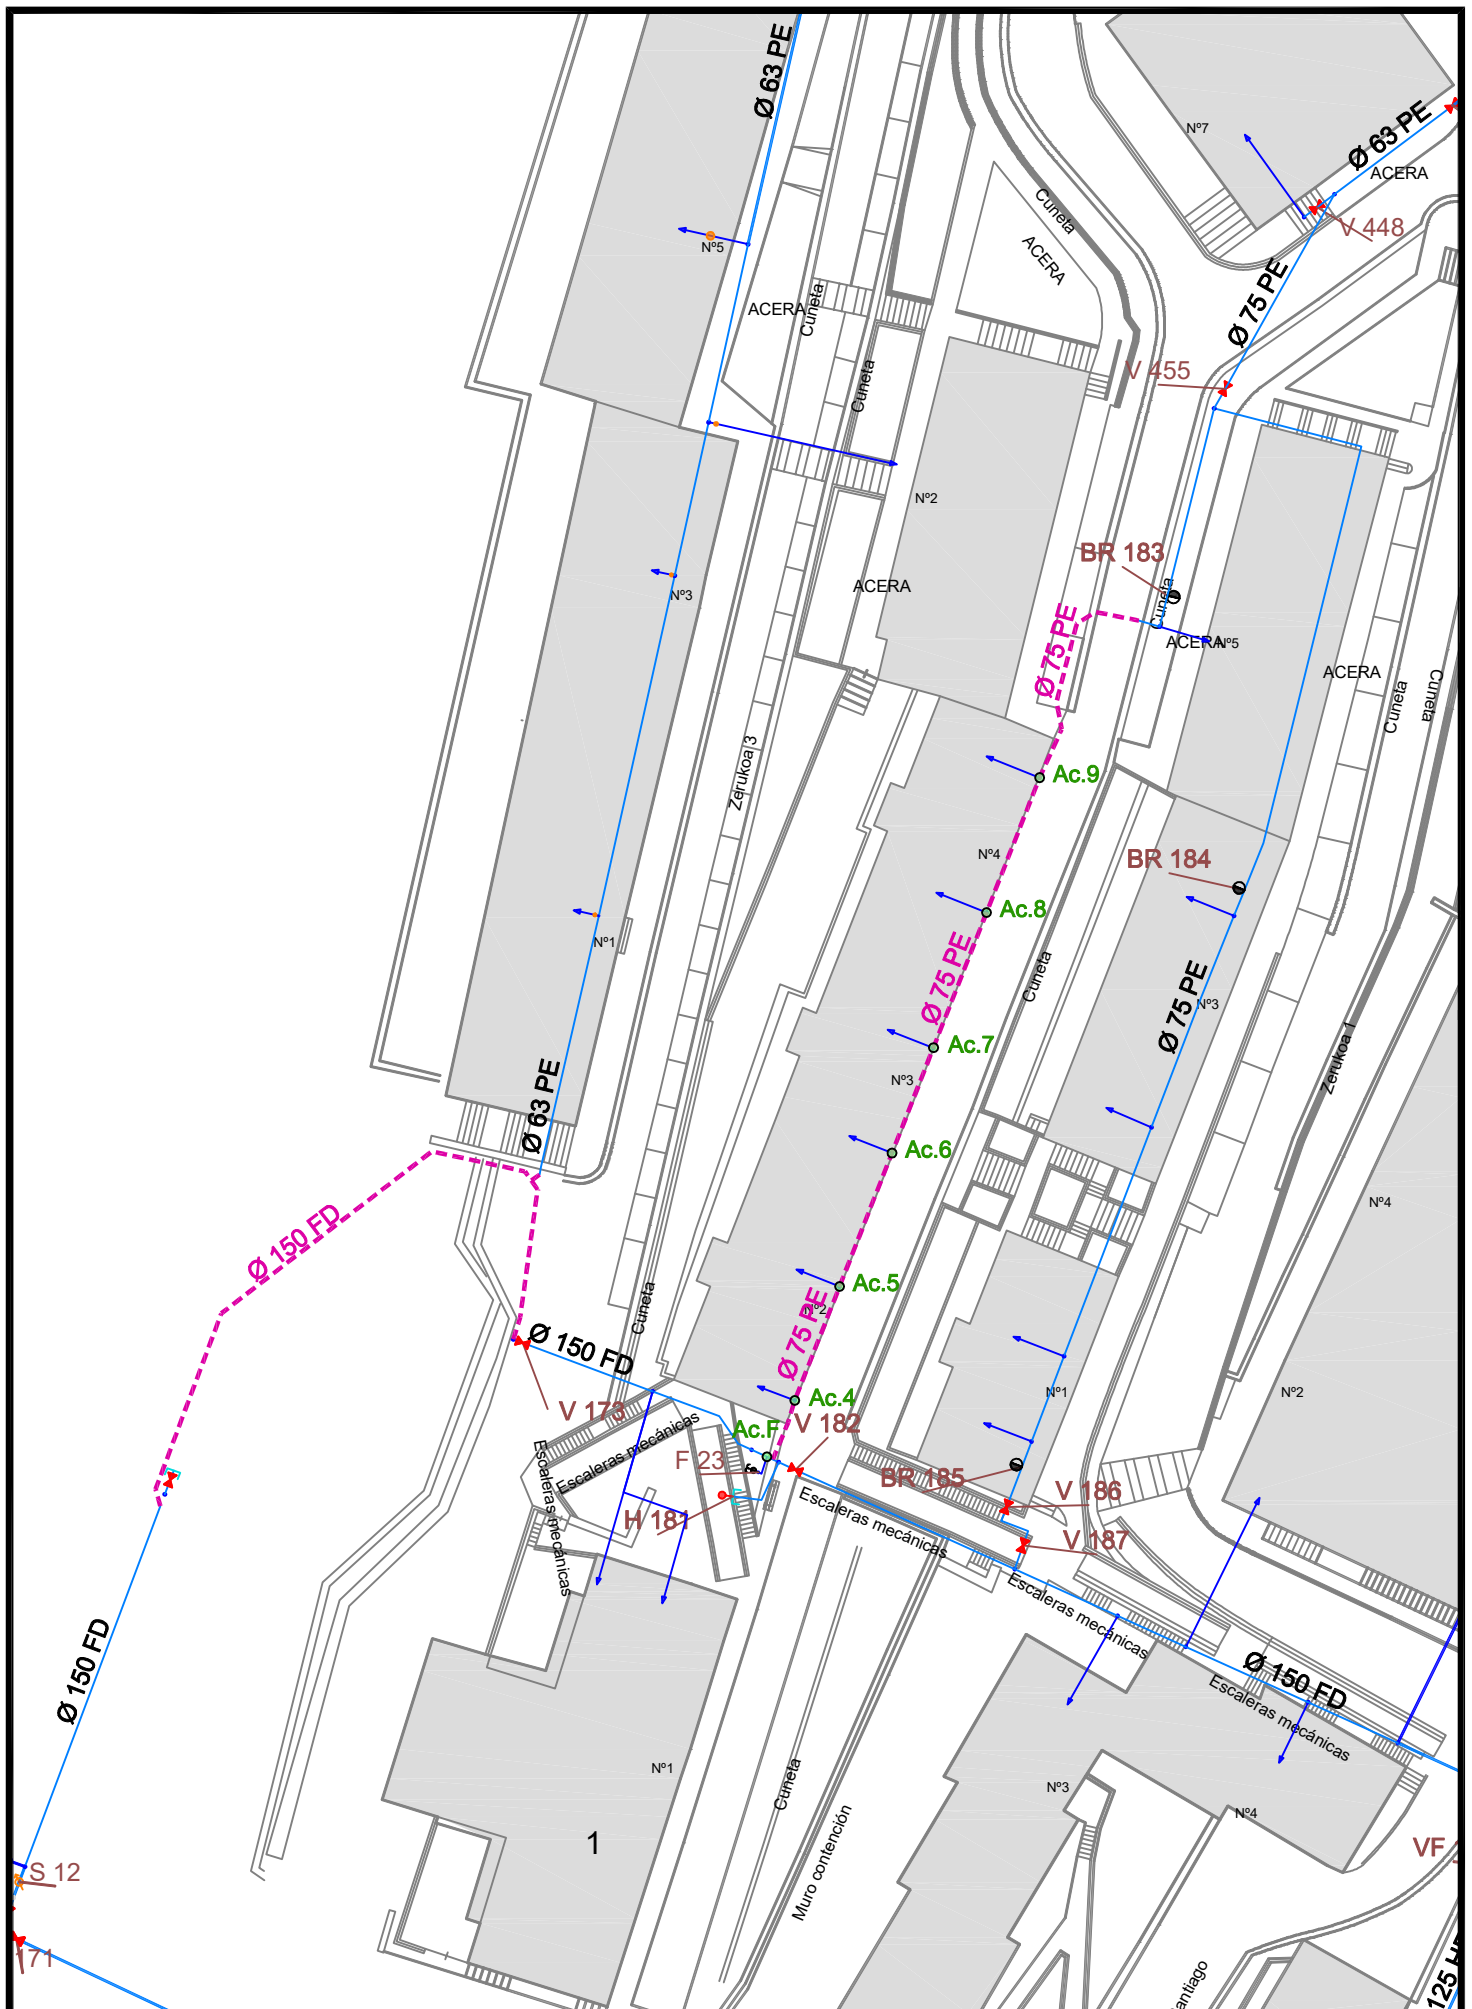 Ø 63 PE
Nº7
Ø 63 PE
ACERA
Cuneta
ACERA
V 448
Nº5
ACERA
Cuneta
Ø 75 PE
Cuneta
V 455
Nº2
BR 183
ACERA
Nº3
Cuneta
Ø 75 PE
ACERA
Nº5
ACERA
Cuneta
Cuneta
Zerukoa 3
Ac.9
Nº4
BR 184
Ac.8
Nº1
Cuneta
Ø 75 PE
Ø 75 PE
Nº3
Ac.7
Nº3
Zerukoa 1
Ø 63 PE
Ac.6
Nº4
Ø 150 FD
Ac.5
Cuneta
Nº2
Ø 75 PE
Ø 150 FD
Nº1
Nº2
Ac.4
V 173
V 182
Ac.F
Escaleras mecánicas
Escaleras mecánicas
F 23
BR 185
V 186
H 181
Escaleras mecánicas
V 187
Escaleras mecánicas
Ø 150 FD
Ø 150 FD
Escaleras mecánicas
Nº1
Cuneta
Nº3
Nº4
1
Muro contención
VF
S 12
171
antiago
125